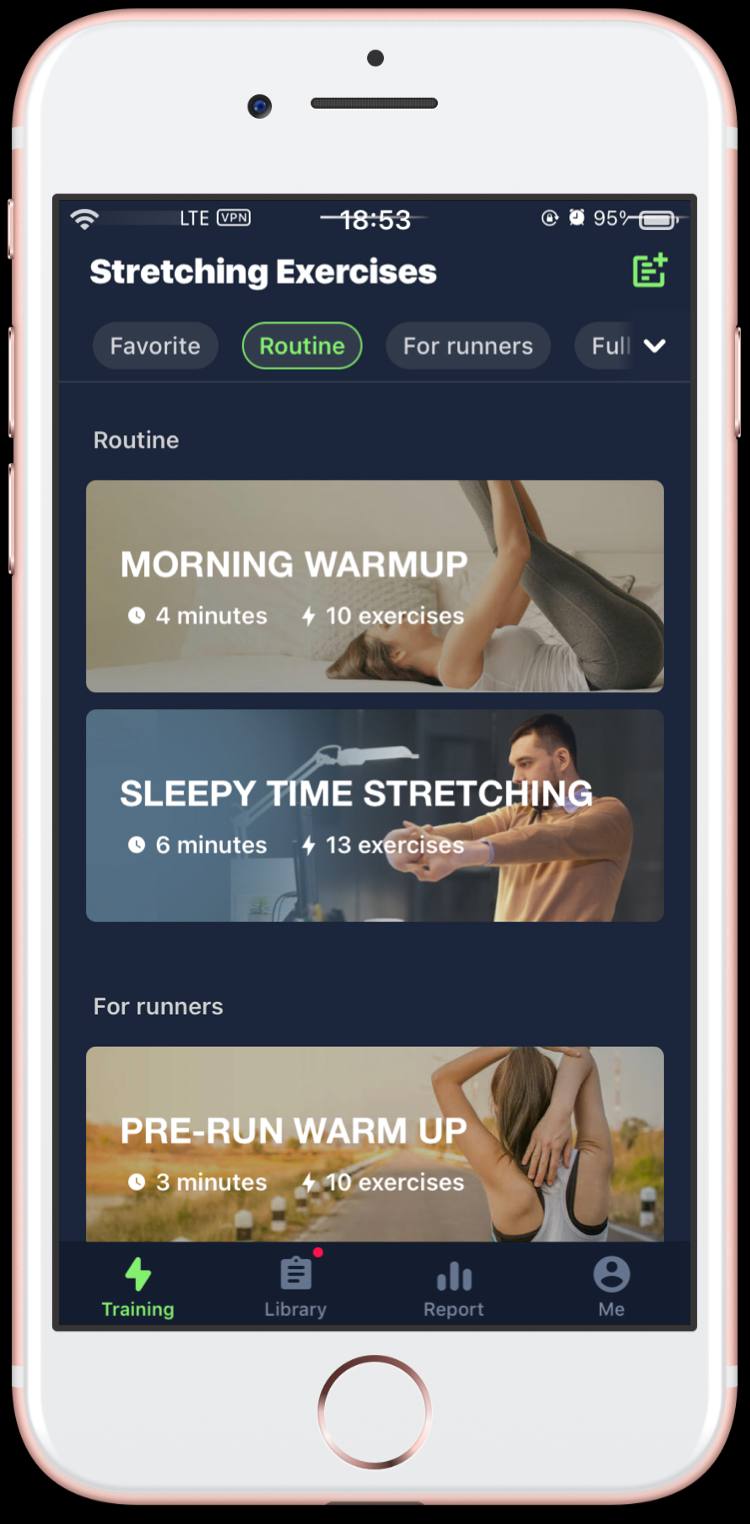 LTE VPN 18:53 95%
Stretching Exercises
Favorite Routine For runners Full
Routine
MORNING WARMUP
4 minutes 10 exercises
SLEEPY TIME STRETCHING
6 minutes 13 exercises
For runners
PRE-RUN WARM UP
3 minutes 10 exercises
Training Library Report Me